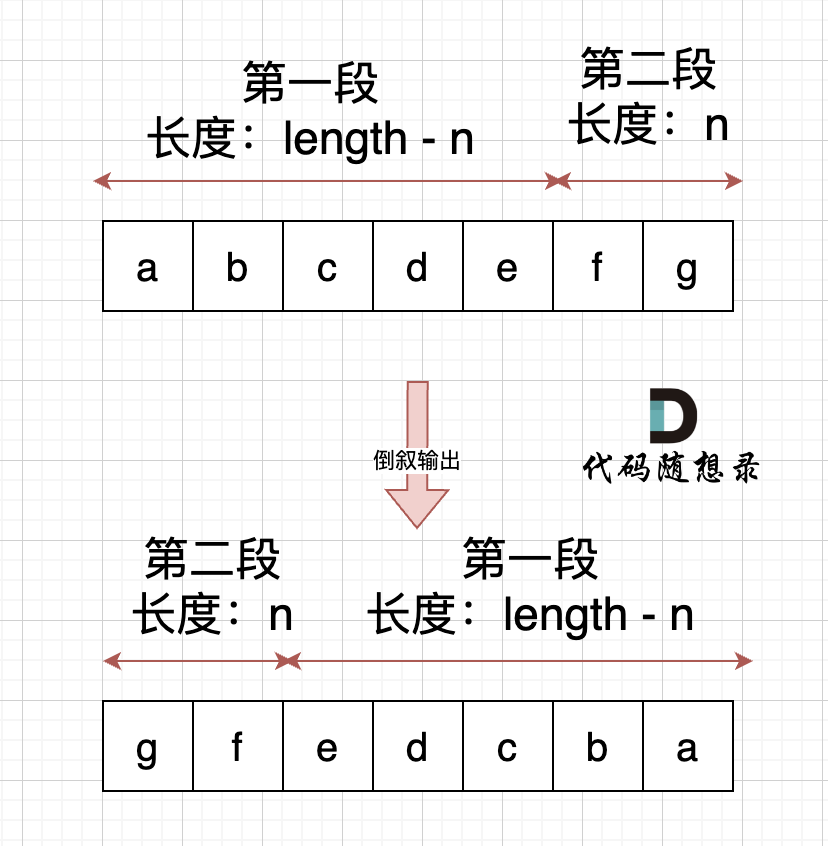 第一段
长度：length - n
第二段
长度：n
a b c d e f g
倒叙输出
代码随想录
第二段
长度：n
第一段
长度：length - n
g f e d c b a